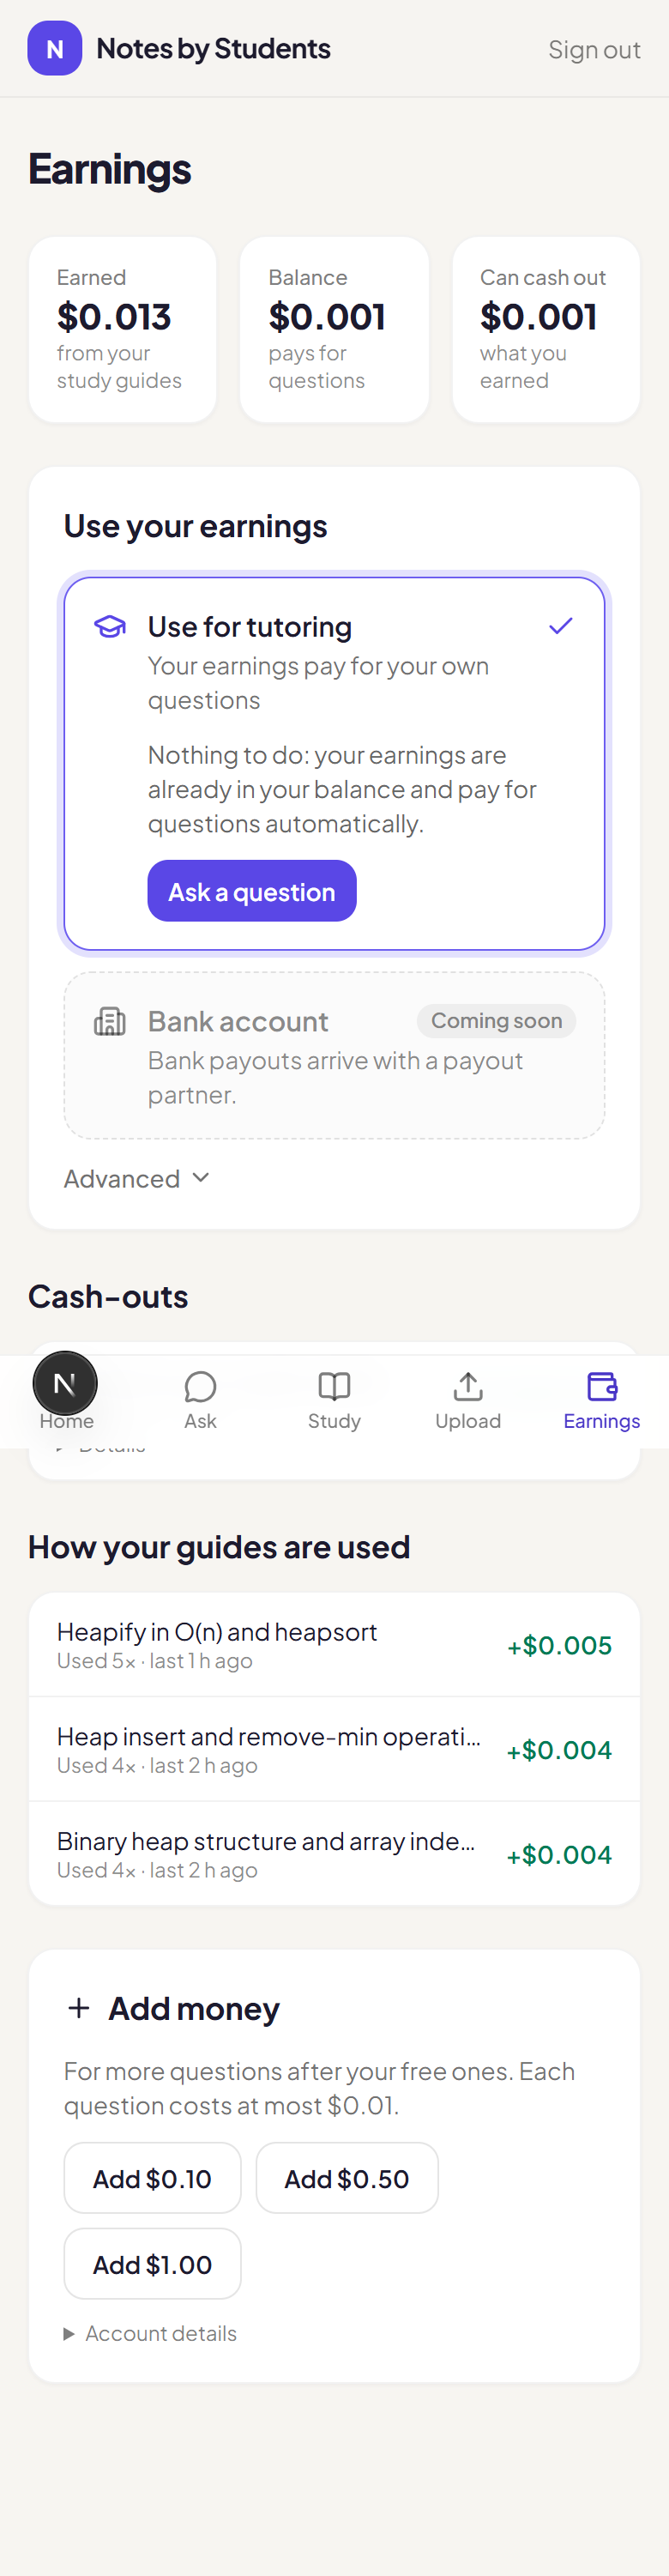 N Notes by Students Sign out
Earnings
Earned
$0.013
from your
study guides
Balance
$0.001
pays for
questions
Can cash out
$0.001
what you
earned
Use your earnings
Use for tutoring
Your earnings pay for your own
questions
Nothing to do: your earnings are
already in your balance and pay for
questions automatically.
Ask a question
Bank account Coming soon
Bank payouts arrive with a payout
partner.
Advanced
Cash-outs
N
Home Ask Study Upload Earnings
Details
How your guides are used
Heapify in O(n) and heapsort
Used 5× · last 1 h ago
+$0.005
Heap insert and remove-min operati...
Used 4× · last 2 h ago
+$0.004
Binary heap structure and array inde...
Used 4× · last 2 h ago
+$0.004
+ Add money
For more questions after your free ones. Each
question costs at most $0.01.
Add $0.10 Add $0.50
Add $1.00
Account details